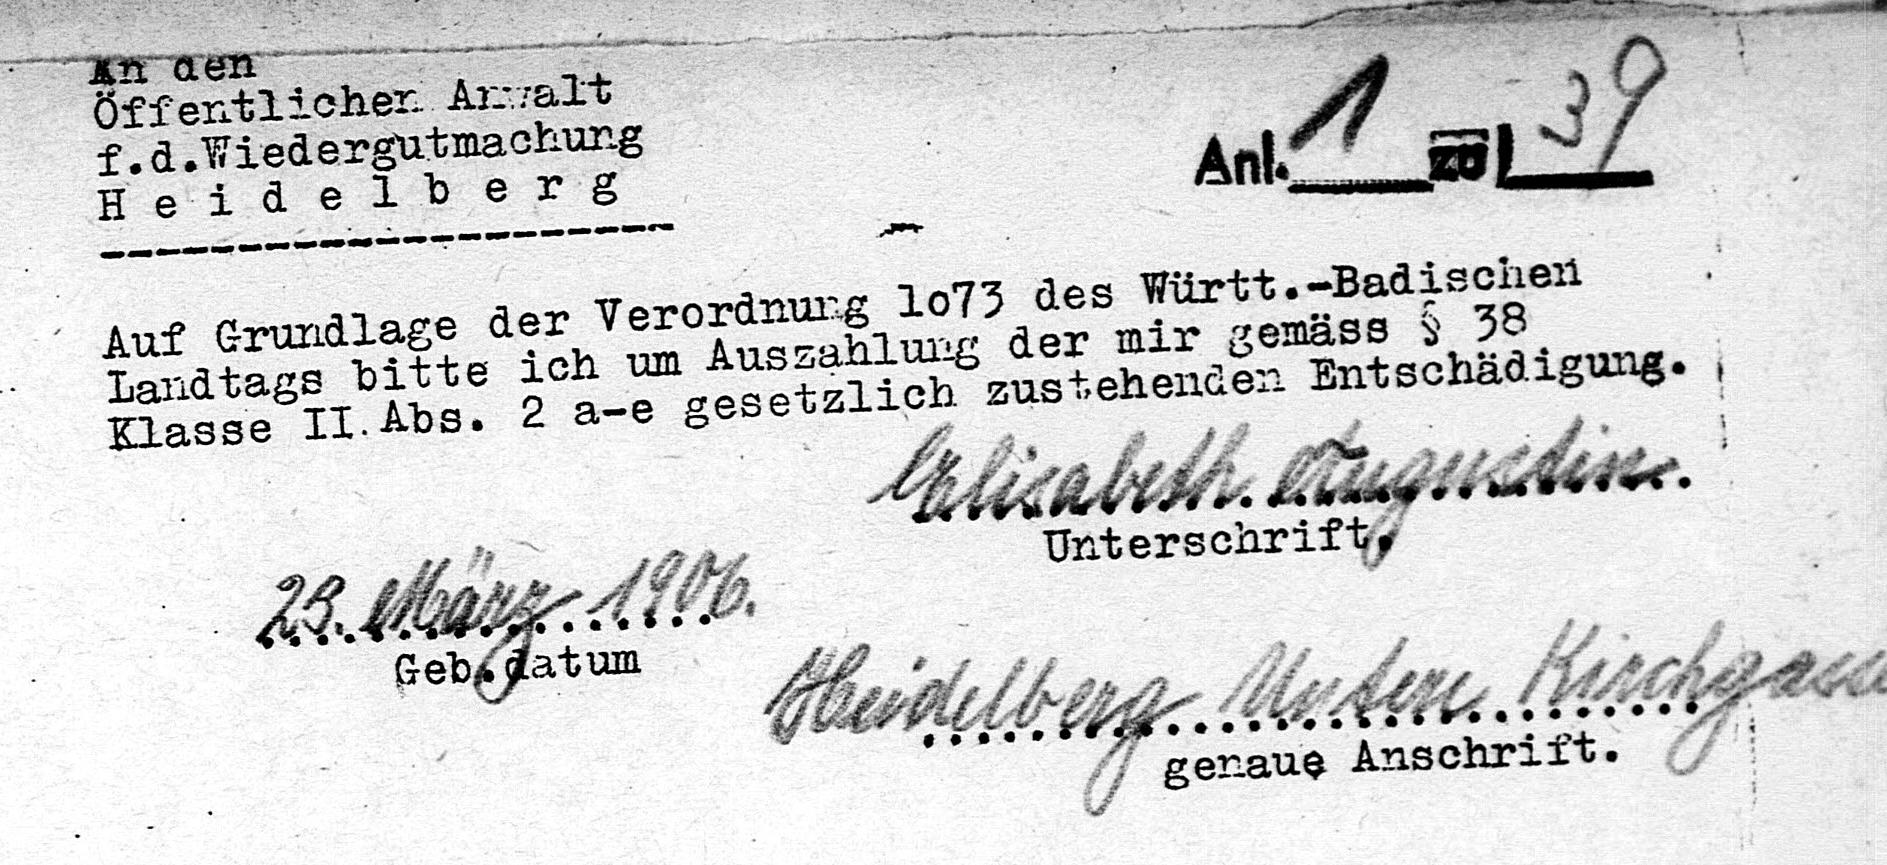 An den
Öffentlichen Anwalt
f.d.Wiedergutmachung
H e i d e l b e r g
Anl. 1 zu 39
Auf Grundlage der Verordnung 1o73 des Württ.-Badischen
Landtags bitte ich um Auszahlung der mir gemäss § 38
Klasse II.Abs. 2 a-e gesetzlich zustehenden Entschädigung.
Elisabeth Augustin.
Unterschrift.
23. März 1906.
Geb.datum
Heidelberg Untere Kirchgasse
genaue Anschrift.